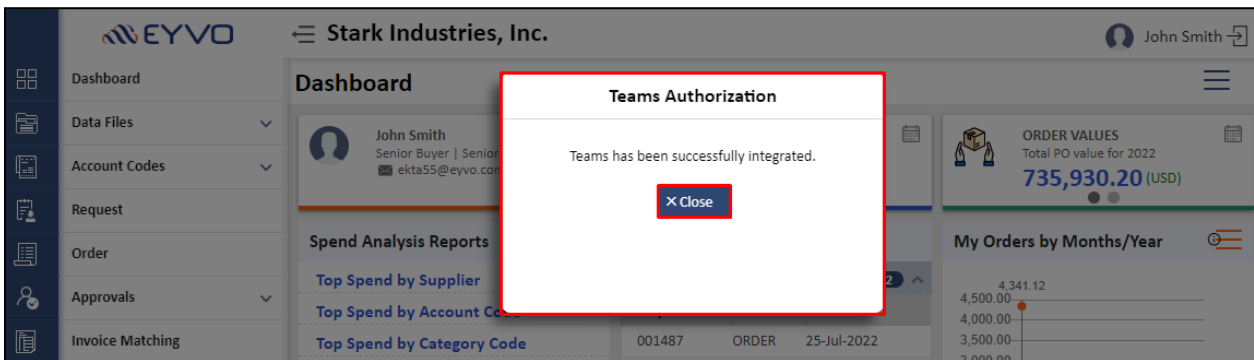 EYVO
Stark Industries, Inc.
John Smith
Dashboard
Data Files
Account Codes
Request
Order
Approvals
Invoice Matching
Dashboard
John Smith
Senior Buyer | Senior
ekta55@eyvo.com
Teams Authorization
Teams has been successfully integrated.
× Close
ORDER VALUES
Total PO value for 2022
735,930.20 (USD)
Spend Analysis Reports
Top Spend by Supplier
Top Spend by Account Code
Top Spend by Category Code
2
001487 ORDER 25-Jul-2022
My Orders by Months/Year
4,341.12
4,500.00
4,000.00
3,500.00